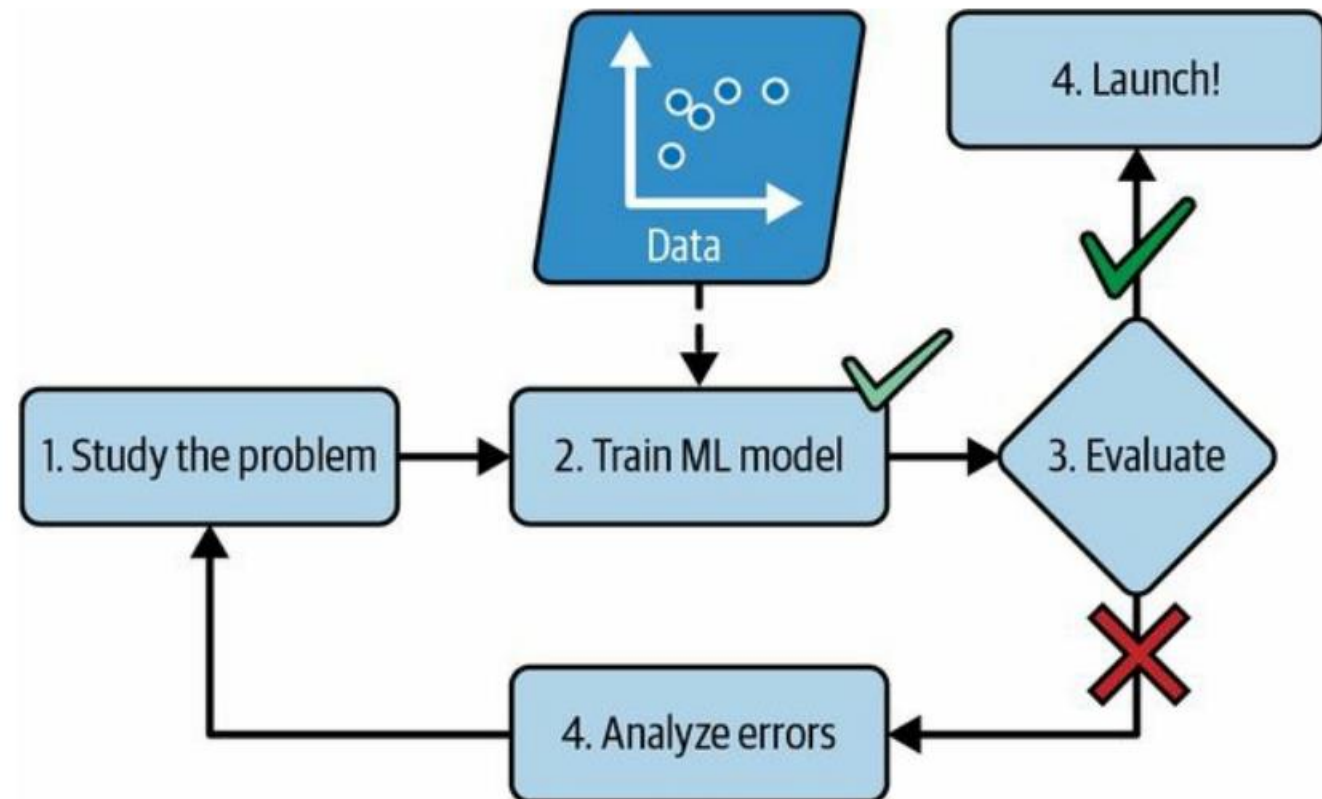 Data
4. Launch!
1. Study the problem
2. Train ML model
3. Evaluate
4. Analyze errors